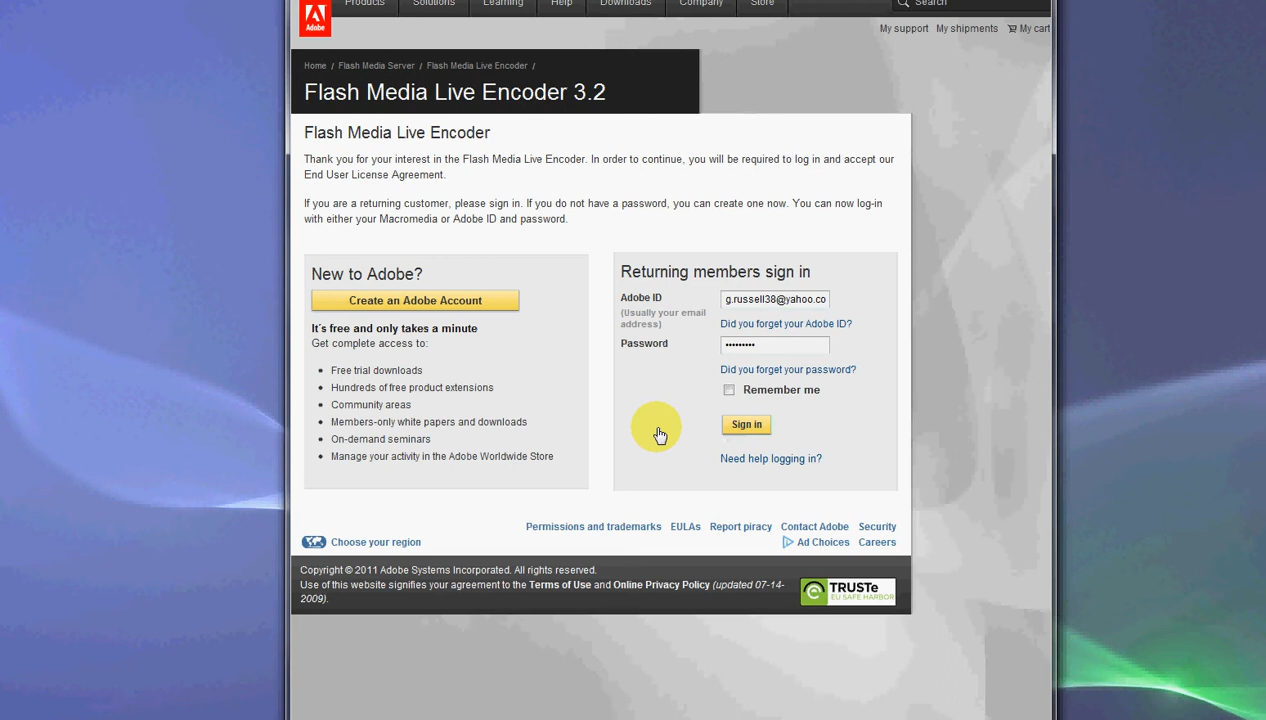 Products Solutions Learning Help Downloads Company Store Search
Adobe
My support My shipments My cart
Home / Flash Media Server / Flash Media Live Encoder /
Flash Media Live Encoder 3.2
Flash Media Live Encoder
Thank you for your interest in the Flash Media Live Encoder. In order to continue, you will be required to log in and accept our
End User License Agreement.
If you are a returning customer, please sign in. If you do not have a password, you can create one now. You can now log-in
with either your Macromedia or Adobe ID and password.
New to Adobe?
Create an Adobe Account
It's free and only takes a minute
Get complete access to:
• Free trial downloads
• Hundreds of free product extensions
• Community areas
• Members-only white papers and downloads
• On-demand seminars
• Manage your activity in the Adobe Worldwide Store
Returning members sign in
Adobe ID g.russell38@yahoo.co
(Usually your email
address)
Did you forget your Adobe ID?
Password •••••••••
Did you forget your password?
Remember me
Sign in
Need help logging in?
Permissions and trademarks EULAs Report piracy Contact Adobe Security
Choose your region Ad Choices Careers
Copyright © 2011 Adobe Systems Incorporated. All rights reserved.
Use of this website signifies your agreement to the Terms of Use and Online Privacy Policy (updated 07-14-
2009).
TRUSTe
EU SAFE HARBOR